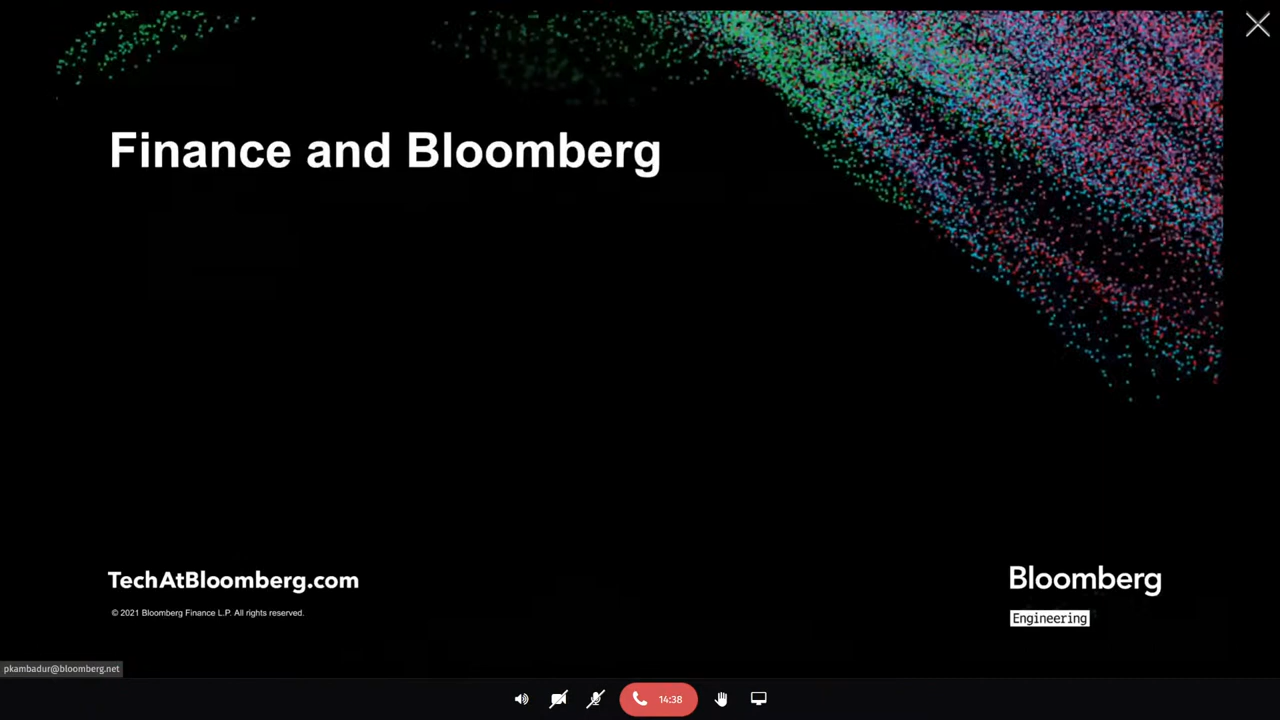 Finance and Bloomberg
TechAtBloomberg.com
© 2021 Bloomberg Finance L.P. All rights reserved.
Bloomberg
Engineering
pkambadur@bloomberg.net
14:38